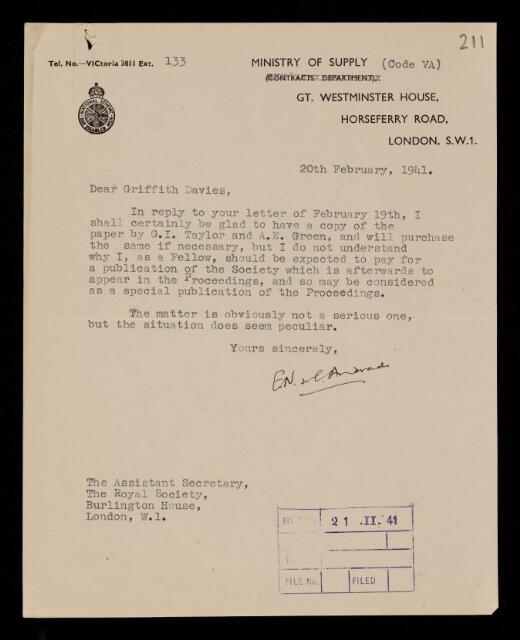 211
Tel. No.—VICtoria 3811 Ext. 133
MINISTRY OF SUPPLY (Code VA)
(CONTRACTS DEPARTMENT),
GT. WESTMINSTER HOUSE,
HORSEFERRY ROAD,
LONDON, S.W.1.
20th February, 1941.
Dear Griffith Davies,
In reply to your letter of February 19th, I
shall certainly be glad to have a copy of the
paper by G.I. Taylor and A.E. Green, and will purchase
the same if necessary, but I do not understand
why I, as a Fellow, should be expected to pay for
a publication of the Society which is afterwards to
appear in the Proceedings, and so may be considered
as a special publication of the Proceedings.
The matter is obviously not a serious one,
but the situation does seem peculiar.
Yours sincerely,
E.N. da C. Andrade
The Assistant Secretary,
The Royal Society,
Burlington House,
London, W.1.
21 .II. 41
FILE No. FILED